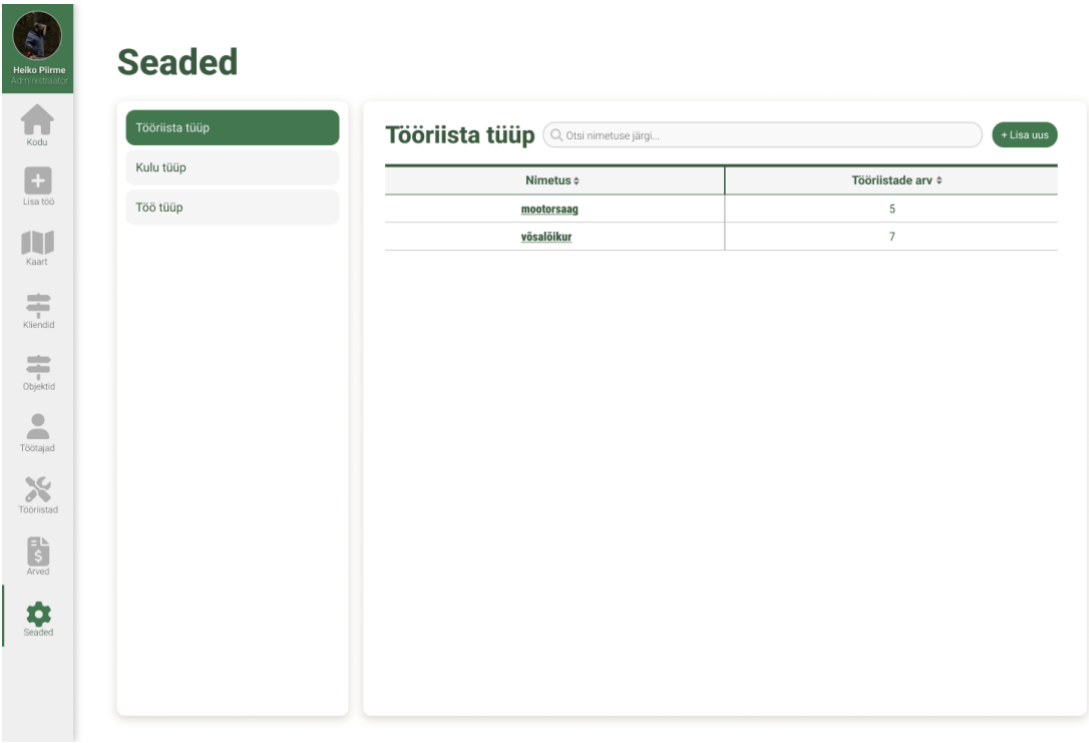 Heiko Piirme
Administraator
Kodu
Lisa töö
Kaart
Kliendid
Objektid
Töötajad
Tööriistad
Arved
Seaded
Seaded
Tööriista tüüp
Kulu tüüp
Töö tüüp
Tööriista tüüp
Otsi nimetuse järgi...
+ Lisa uus
Nimetus Tööriistade arv
mootorsaag 5
võsalõikur 7